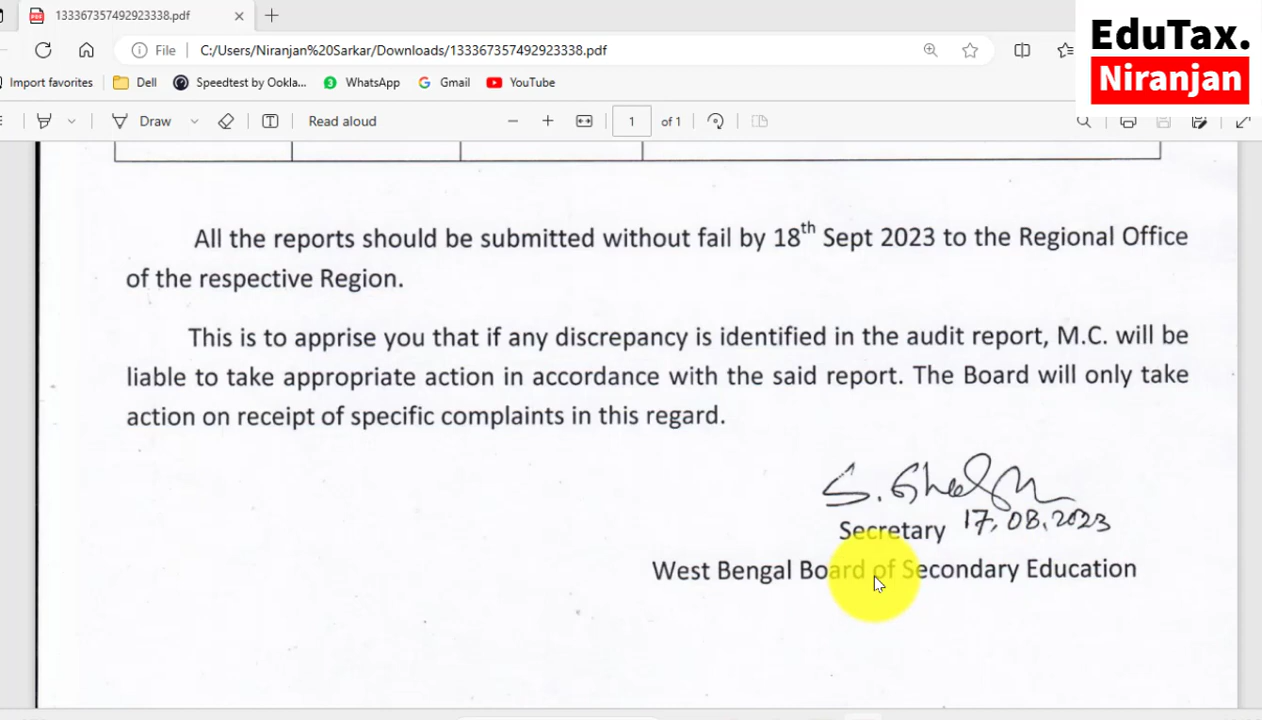 133367357492923338.pdf
EduTax.
Niranjan
File
C:/Users/Niranjan%20Sarkar/Downloads/133367357492923338.pdf
Import favorites
Dell
Speedtest by Ookla...
3
WhatsApp
Gmail
YouTube
Draw
Read aloud
1
of 1
All the reports should be submitted without fail by 18th Sept 2023 to the Regional Office
of the respective Region.
This is to apprise you that if any discrepancy is identified in the audit report, M.C. will be
liable to take appropriate action in accordance with the said report. The Board will only take
action on receipt of specific complaints in this regard.
Secretary 17.08.2023
West Bengal Board of Secondary Education